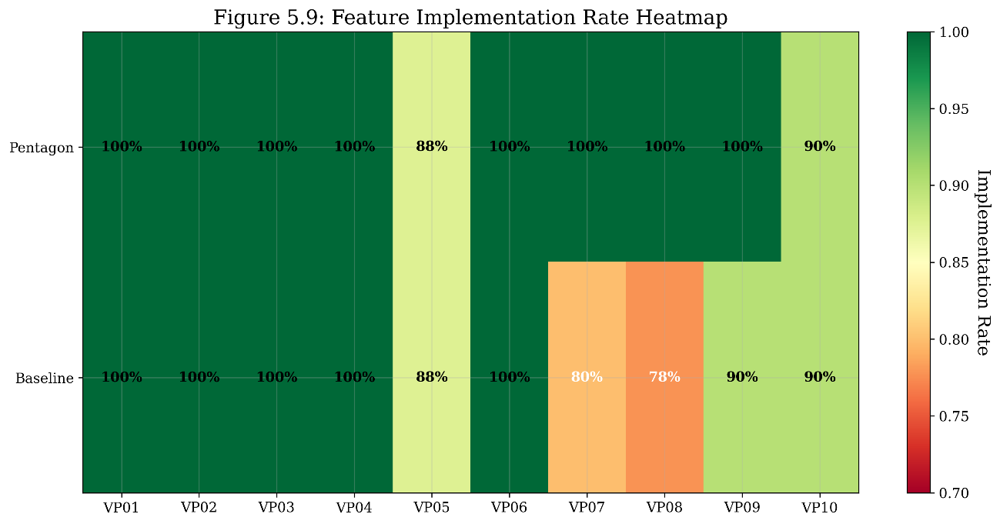 Figure 5.9: Feature Implementation Rate Heatmap
Pentagon
100% 100% 100% 100% 88% 100% 100% 100% 100% 90%
Baseline
100% 100% 100% 100% 88% 100% 80% 78% 90% 90%
VP01 VP02 VP03 VP04 VP05 VP06 VP07 VP08 VP09 VP10
1.00
0.95
0.90
0.85
0.80
0.75
0.70
Implementation Rate